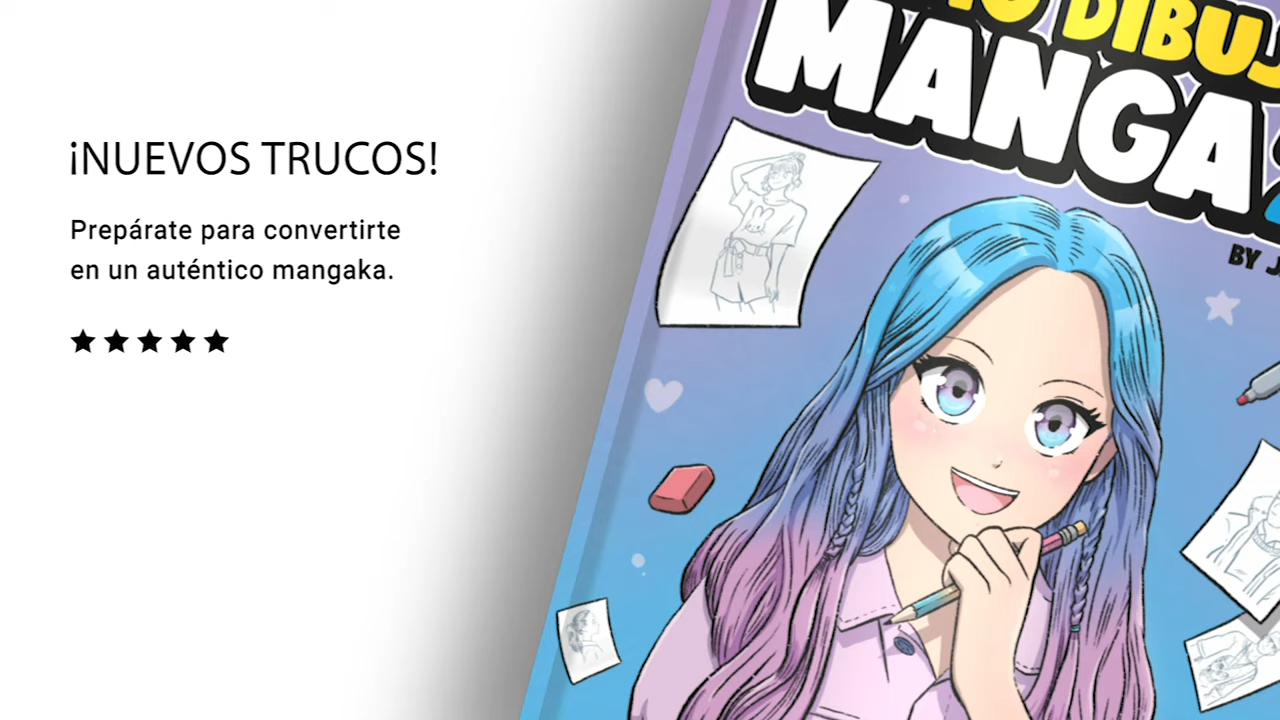 ¡NUEVOS TRUCOS!
Prepárate para convertirte
en un auténtico mangaka.
MANGA
BY